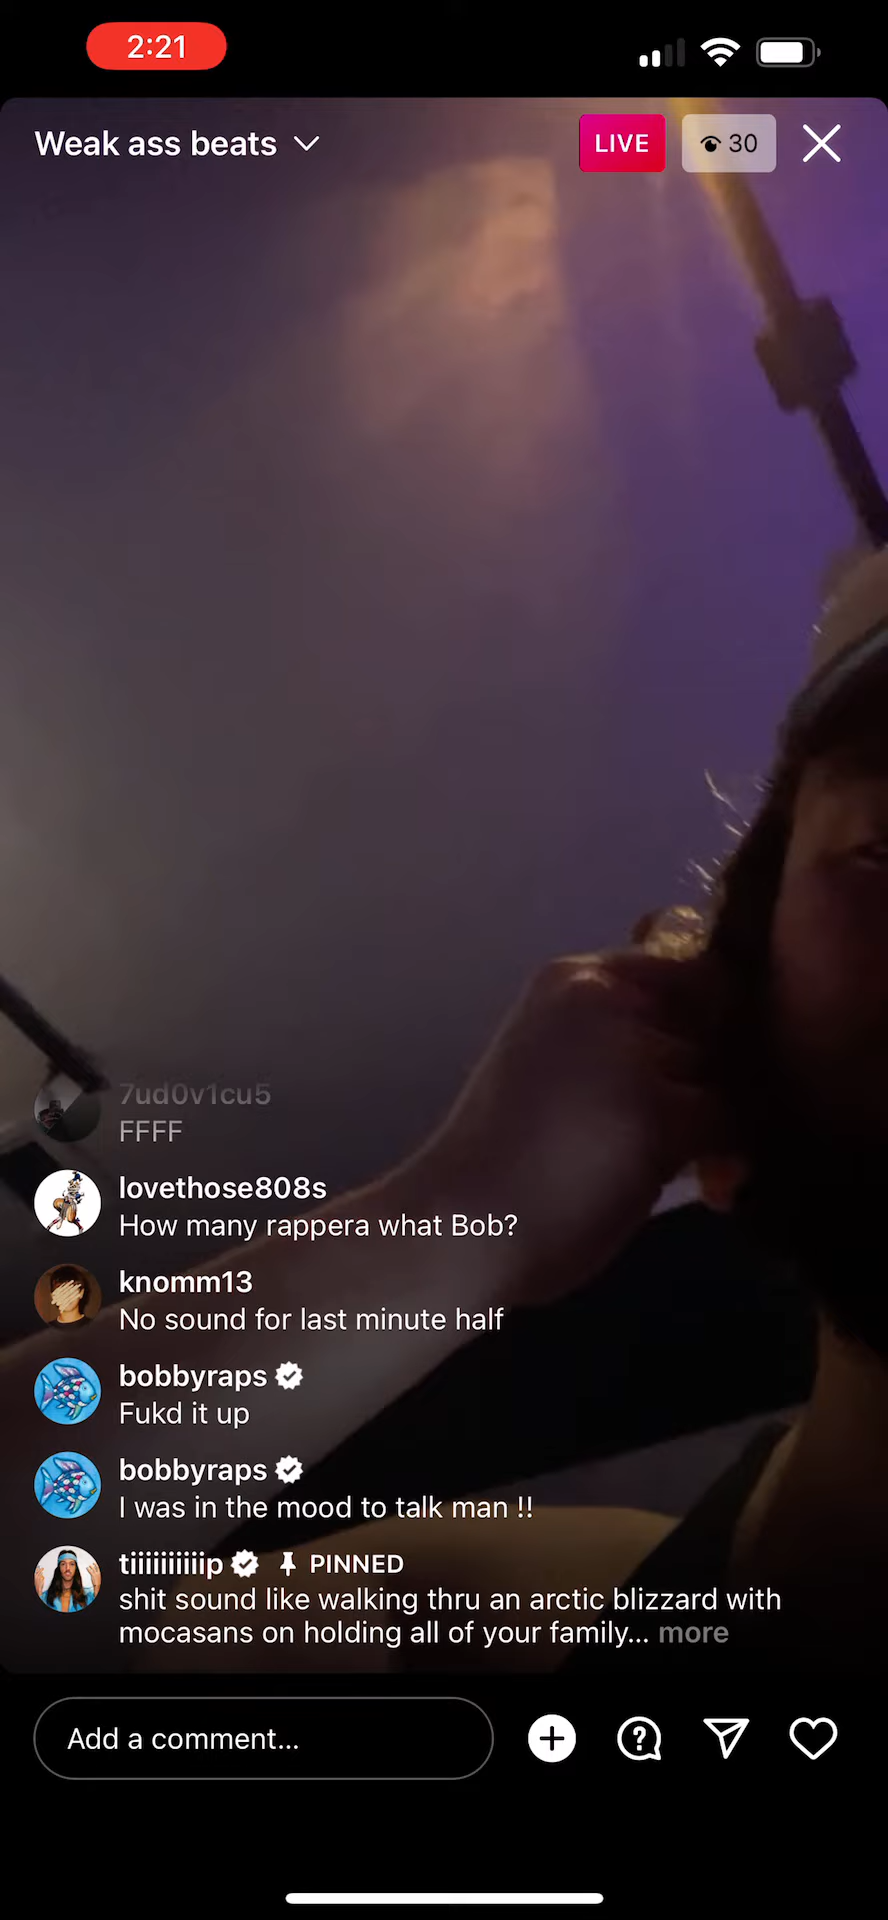 2:21
Weak ass beats
LIVE
30
7ud0v1cu5
FFFF
lovethose808s
How many rappera what Bob?
knomm13
No sound for last minute half
bobbyraps
Fukd it up
bobbyraps
I was in the mood to talk man !!
tiiiiiiiiiip PINNED
shit sound like walking thru an arctic blizzard with
mocasans on holding all of your family... more
Add a comment...